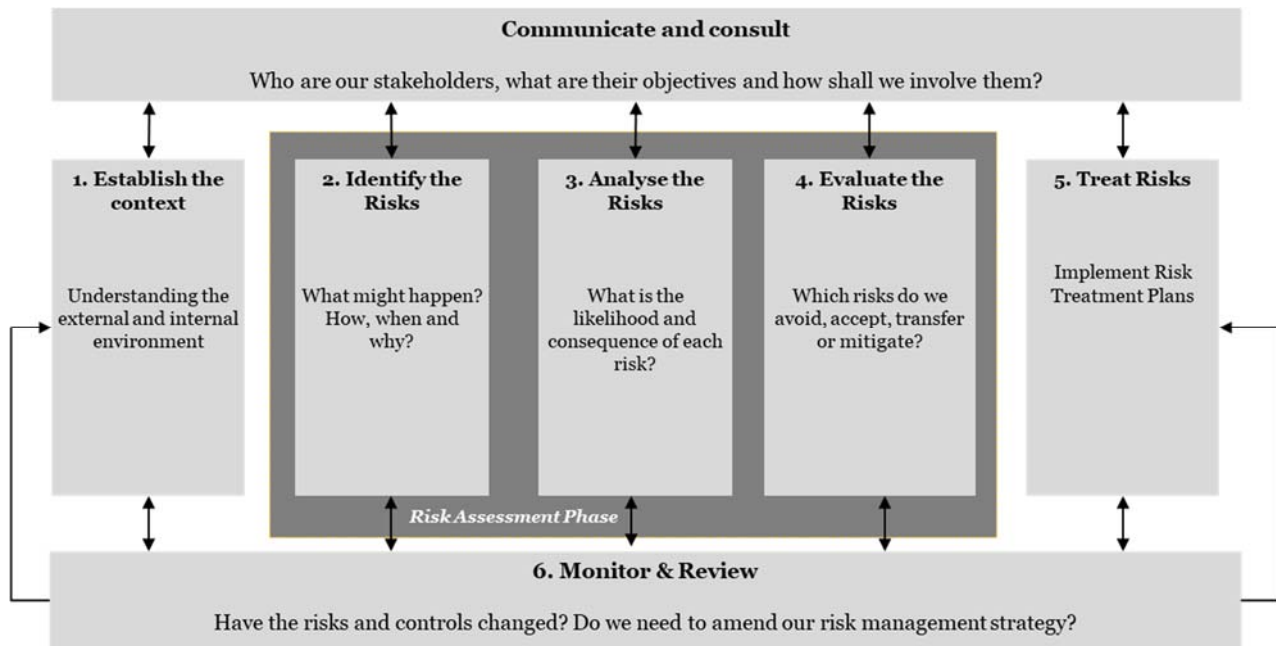 Communicate and consult
Who are our stakeholders, what are their objectives and how shall we involve them?
1. Establish the
context
Understanding the
external and internal
environment
2. Identify the
Risks
What might happen?
How, when and
why?
3. Analyse the
Risks
What is the
likelihood and
consequence of each
risk?
4. Evaluate the
Risks
Which risks do we
avoid, accept, transfer
or mitigate?
5. Treat Risks
Implement Risk
Treatment Plans
Risk Assessment Phase
6. Monitor & Review
Have the risks and controls changed? Do we need to amend our risk management strategy?